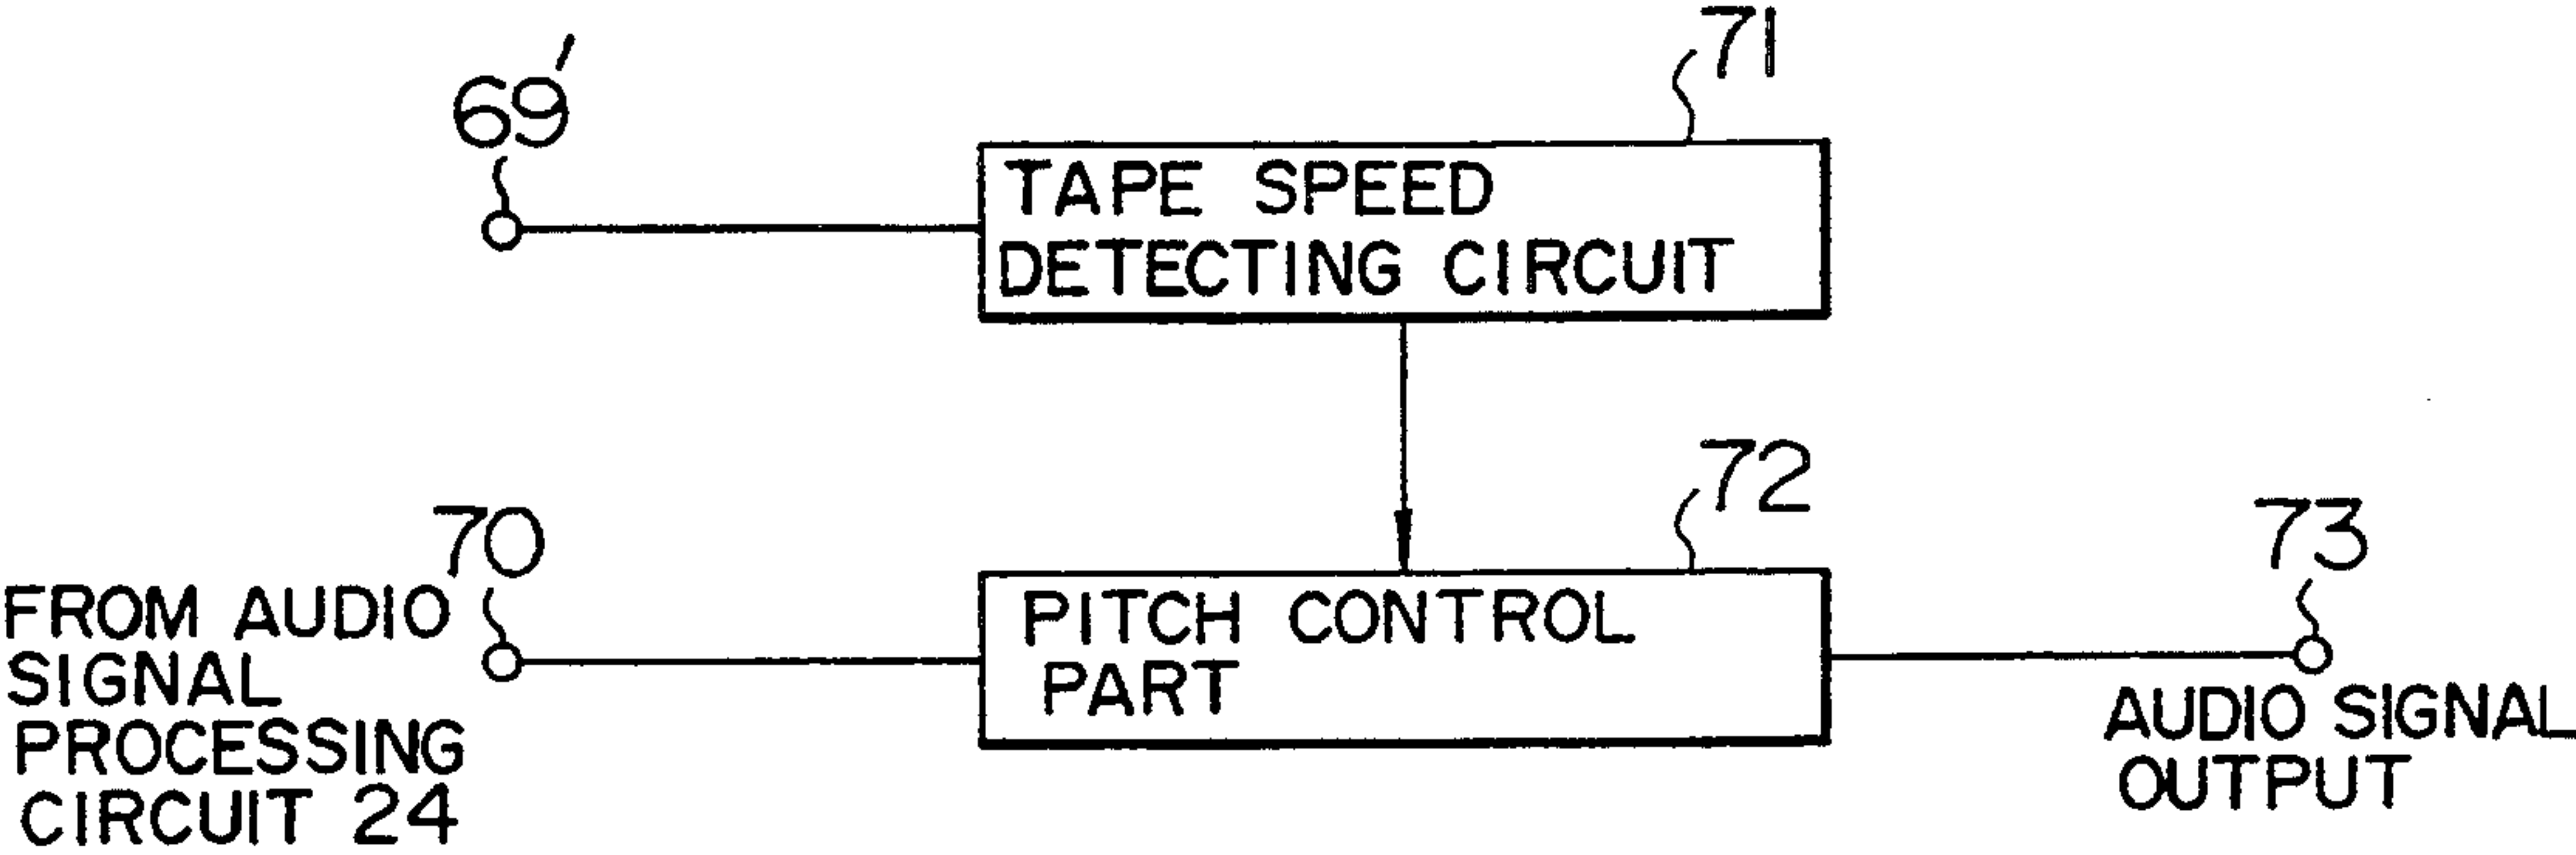 71
69'
TAPE SPEED
DETECTING CIRCUIT
72
70
73
FROM AUDIO
SIGNAL
PROCESSING
CIRCUIT 24
PITCH CONTROL
PART
AUDIO SIGNAL
OUTPUT